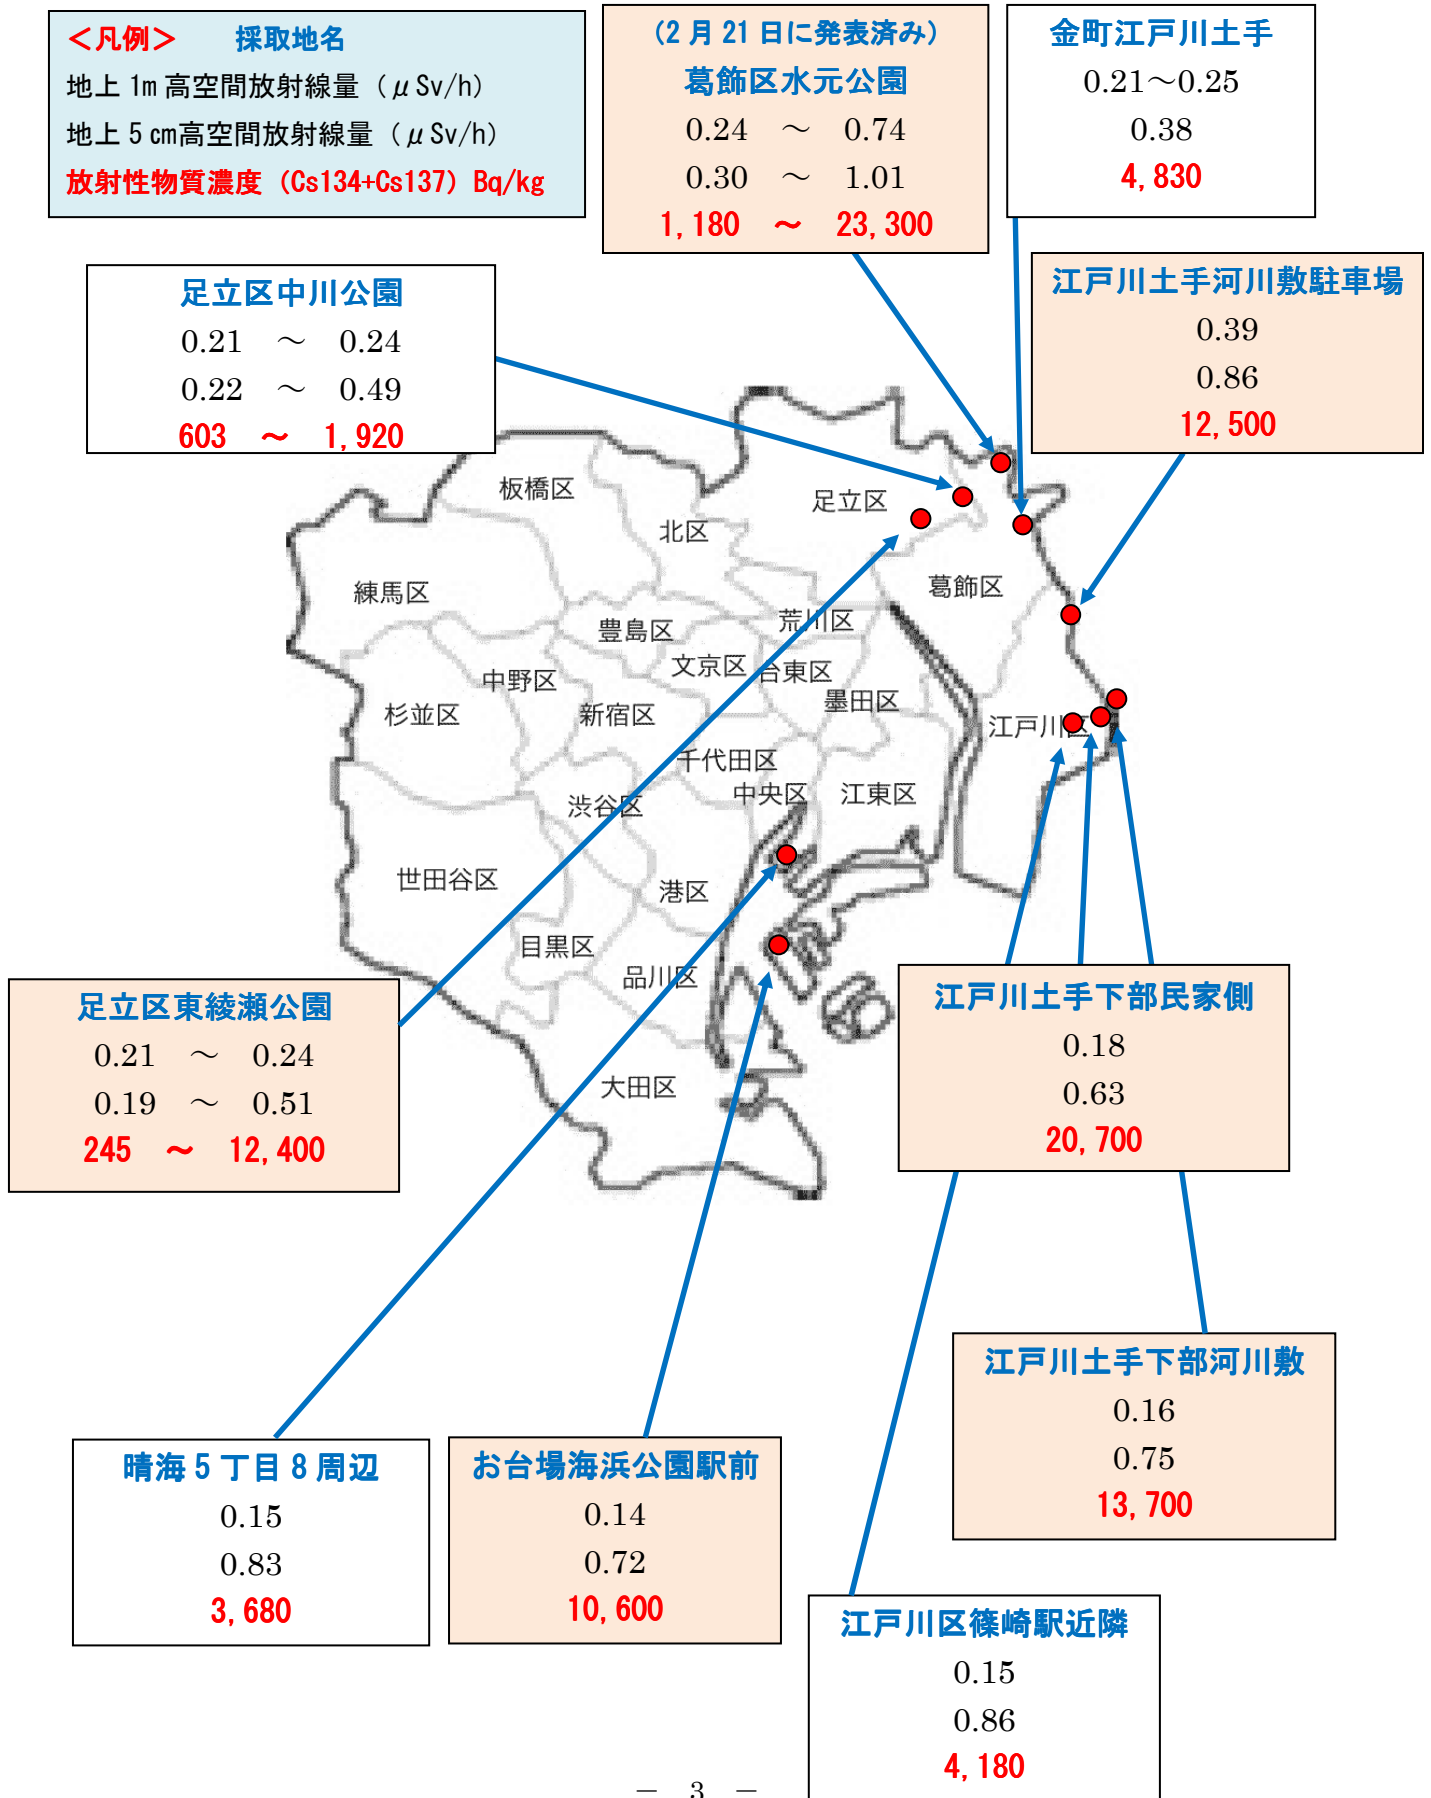 ＜凡例＞　採取地名
地上 1m 高空間放射線量（μSv/h）
地上 5 ㎝高空間放射線量（μSv/h）
放射性物質濃度（Cs134+Cs137）Bq/kg
（2 月 21 日に発表済み）
葛飾区水元公園
0.24　～　0.74
0.30　～　1.01
1,180　～　23,300
金町江戸川土手
0.21～0.25
0.38
4,830
足立区中川公園
0.21　～　0.24
0.22　～　0.49
603　～　1,920
江戸川土手河川敷駐車場
0.39
0.86
12,500
板橋区
足立区
北区
練馬区
葛飾区
荒川区
豊島区
文京区
台東区
中野区
墨田区
杉並区
新宿区
江戸川区
千代田区
中央区
江東区
渋谷区
世田谷区
港区
目黒区
品川区
大田区
足立区東綾瀬公園
0.21　～　0.24
0.19　～　0.51
245　～　12,400
江戸川土手下部民家側
0.18
0.63
20,700
江戸川土手下部河川敷
0.16
0.75
13,700
晴海 5 丁目 8 周辺
0.15
0.83
3,680
お台場海浜公園駅前
0.14
0.72
10,600
江戸川区篠崎駅近隣
0.15
0.86
4,180
－　3　－